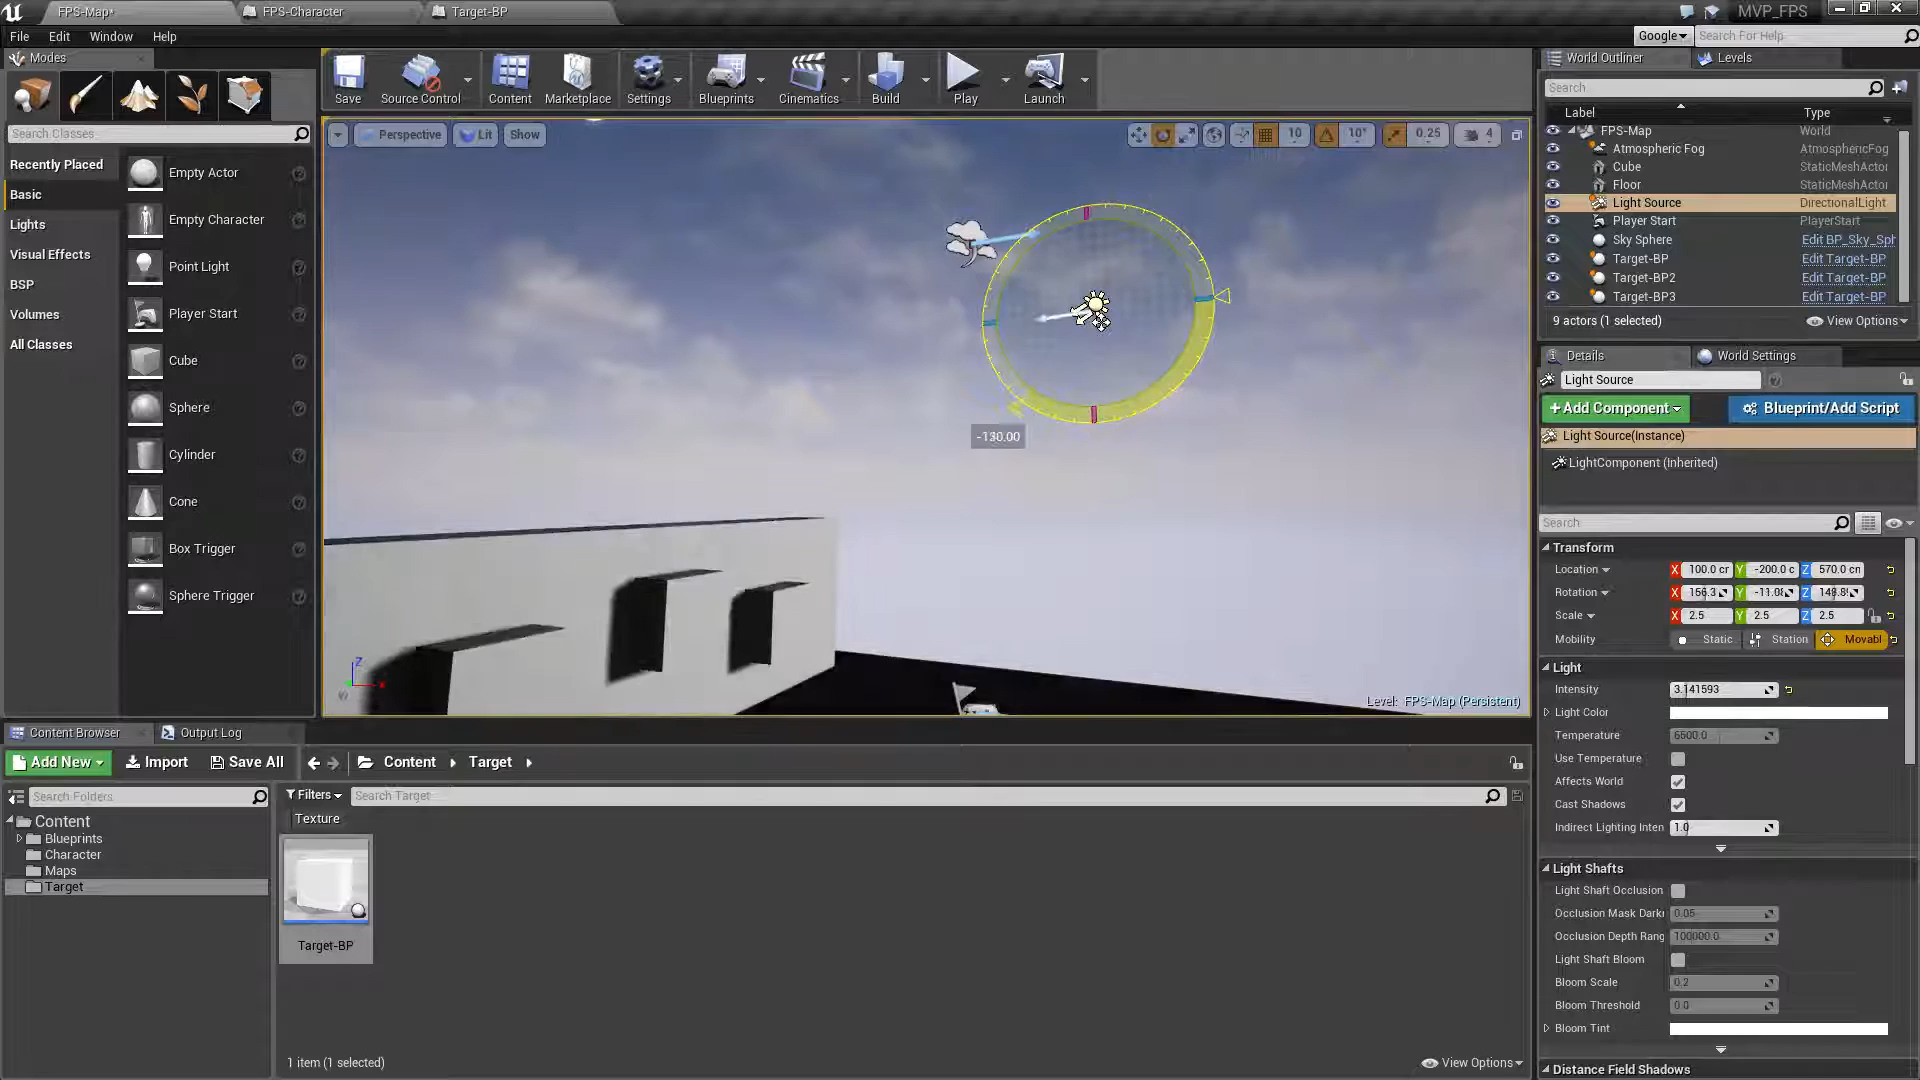 FPS-Map*
FPS-Character
Target-BP
MVP_FPS
File Edit Window Help
Google
Search For Help
Modes
Search Classes
Recently Placed
Basic
Lights
Visual Effects
BSP
Volumes
All Classes
Empty Actor
Empty Character
Point Light
Player Start
Cube
Sphere
Cylinder
Cone
Box Trigger
Sphere Trigger
Save
Source Control
Content
Marketplace
Settings
Blueprints
Cinematics
Build
Play
Launch
Perspective
Lit
Show
10
10°
0.25
4
-130.00
Z
Level: FPS-Map (Persistent)
World Outliner
Levels
Search
Label Type
FPS-Map World
Atmospheric Fog AtmosphericFog
Cube StaticMeshActor
Floor StaticMeshActor
Light Source DirectionalLight
Player Start PlayerStart
Sky Sphere Edit BP_Sky_Sph
Target-BP Edit Target-BP
Target-BP2 Edit Target-BP
Target-BP3 Edit Target-BP
9 actors (1 selected)
View Options
Details
World Settings
Light Source
+Add Component
Blueprint/Add Script
Light Source(Instance)
LightComponent (Inherited)
Search
Transform
Location X 100.0 cr Y -200.0 c Z 570.0 cn
Rotation X 156.3 Y -11.08 Z 148.8
Scale X 2.5 Y 2.5 Z 2.5
Mobility Static Station Movabl
Light
Intensity 3.141593
Light Color
Temperature 6500.0
Use Temperature
Affects World
Cast Shadows
Indirect Lighting Inten 1.0
Light Shafts
Light Shaft Occlusion
Occlusion Mask Dark 0.05
Occlusion Depth Rang 100000.0
Light Shaft Bloom
Bloom Scale 0.2
Bloom Threshold 0.0
Bloom Tint
Distance Field Shadows
Content Browser
Output Log
Add New
Import
Save All
Content
Target
Search Folders
Filters
Search Target
Content
Blueprints
Character
Maps
Target
Texture
Target-BP
1 item (1 selected)
View Options